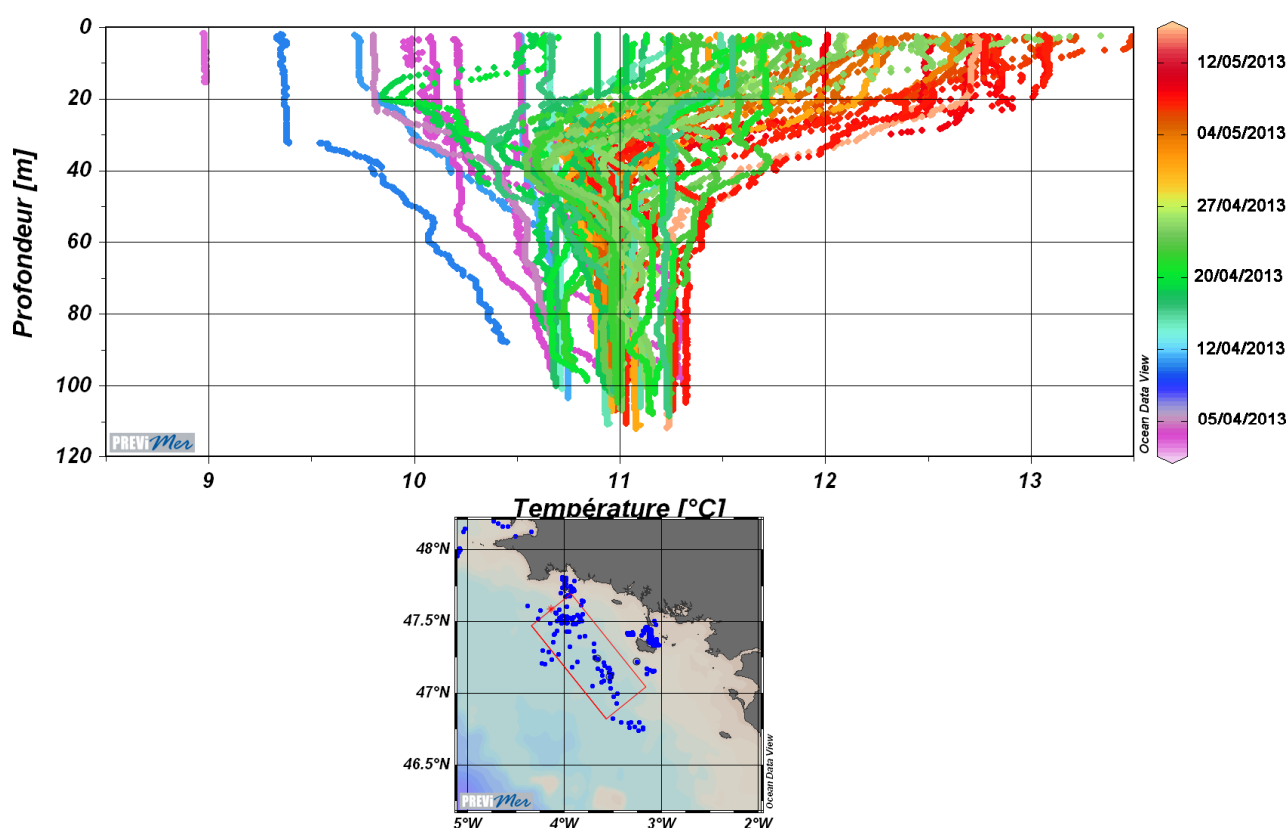 0
20
40
60
80
100
120
Profondeur [m]
9
10
11
12
13
Température [°C]
PREViMer
Ocean Data View
12/05/2013
04/05/2013
27/04/2013
20/04/2013
12/04/2013
05/04/2013
48°N
47.5°N
47°N
46.5°N
5°W
4°W
3°W
2°W
PREViMer
Ocean Data View